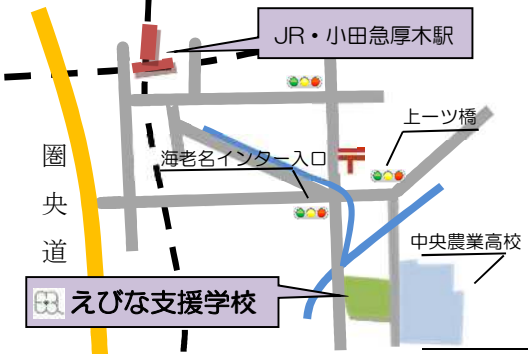 JR・小田急厚木駅
上一ツ橋
海老名インター入口
圏央道
中央農業高校
えびな支援学校